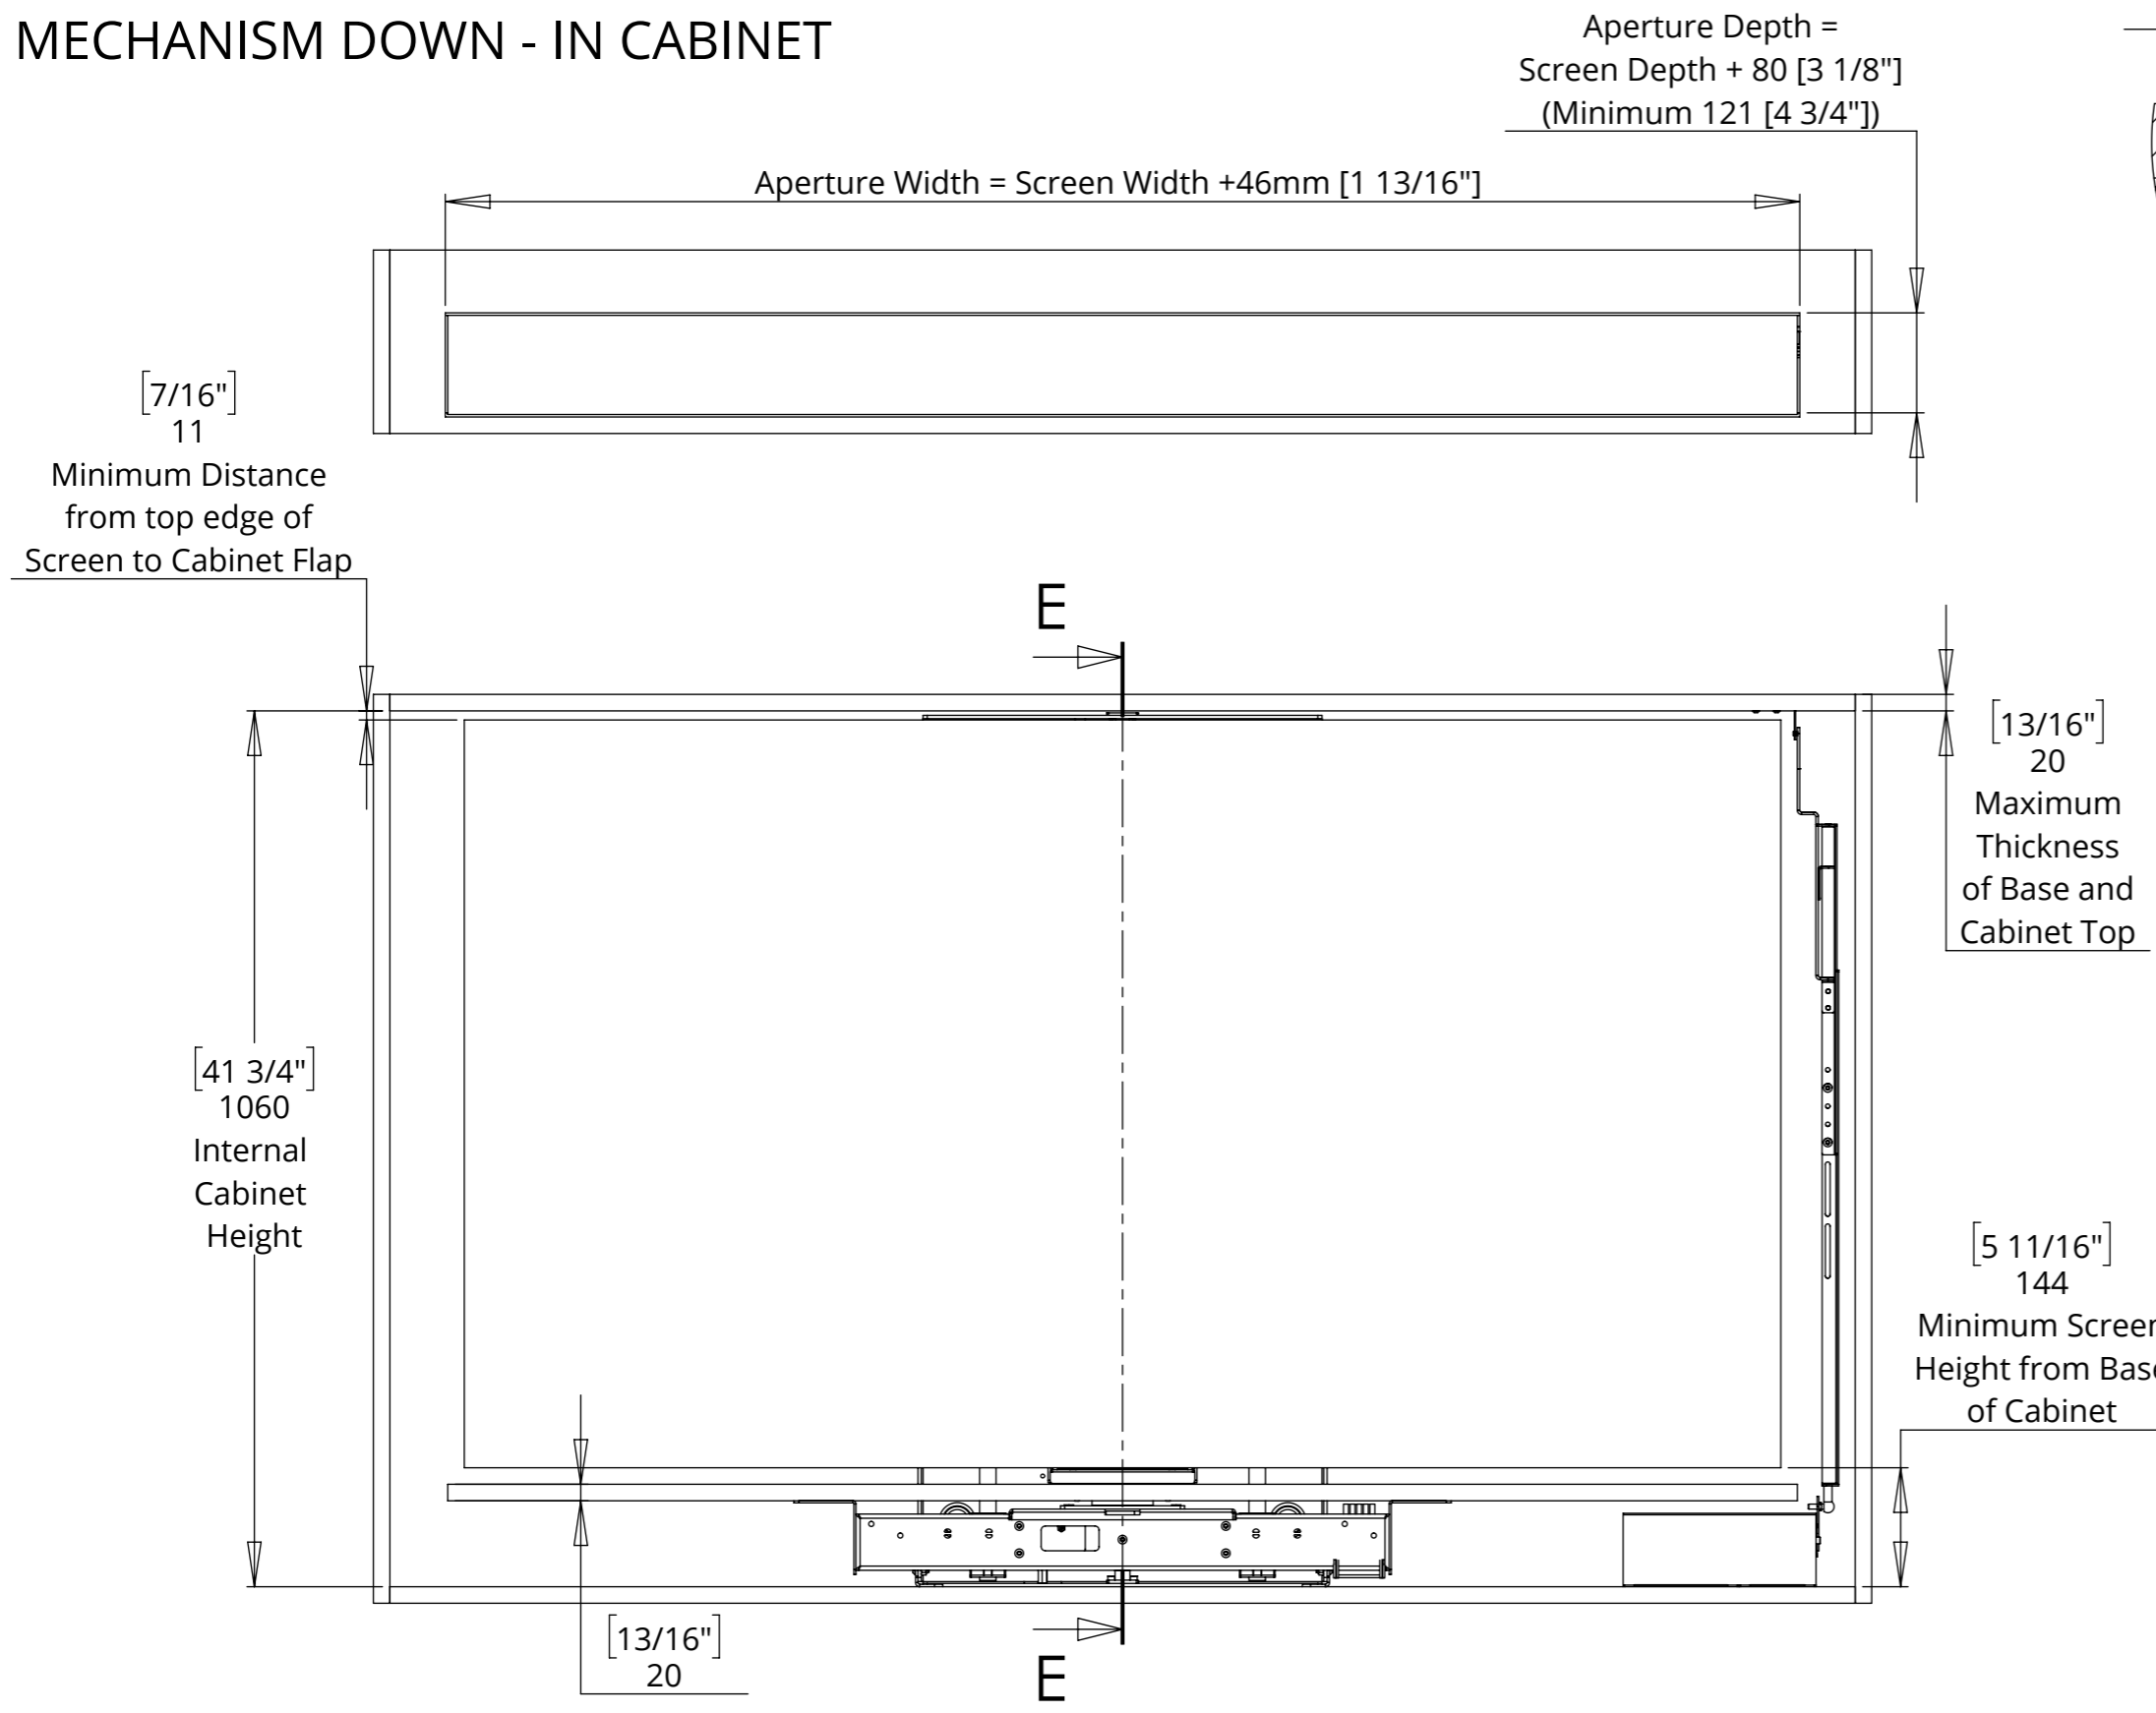 MECHANISM DOWN - IN CABINET
Aperture Depth =
Screen Depth + 80 [3 1/8"]
(Minimum 121 [4 3/4"])
Aperture Width = Screen Width +46mm [1 13/16"]
[7/16"]
11
Minimum Distance
from top edge of
Screen to Cabinet Flap
E
[13/16"]
20
Maximum
Thickness
of Base and
Cabinet Top
[41 3/4"]
1060
Internal
Cabinet
Height
[5 11/16"]
144
Minimum Screen
Height from Base
of Cabinet
[13/16"]
20
E